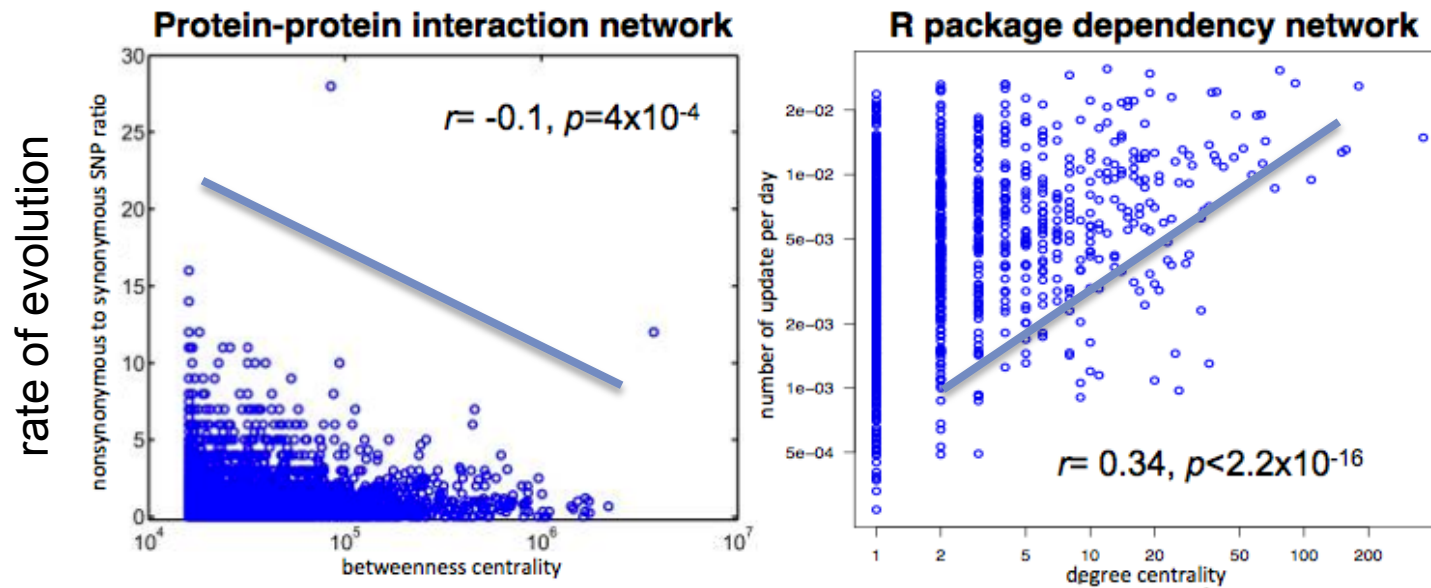 Protein-protein interaction network
rate of evolution
nonsynonymous to synonymous SNP ratio
30
25
20
15
10
5
0
r= -0.1, p=4x10-4
10^4
10^5
10^6
10^7
betweenness centrality
R package dependency network
number of update per day
2e-02
1e-02
5e-03
2e-03
1e-03
5e-04
r= 0.34, p<2.2x10-16
1
2
5
10
20
50
100
200
degree centrality